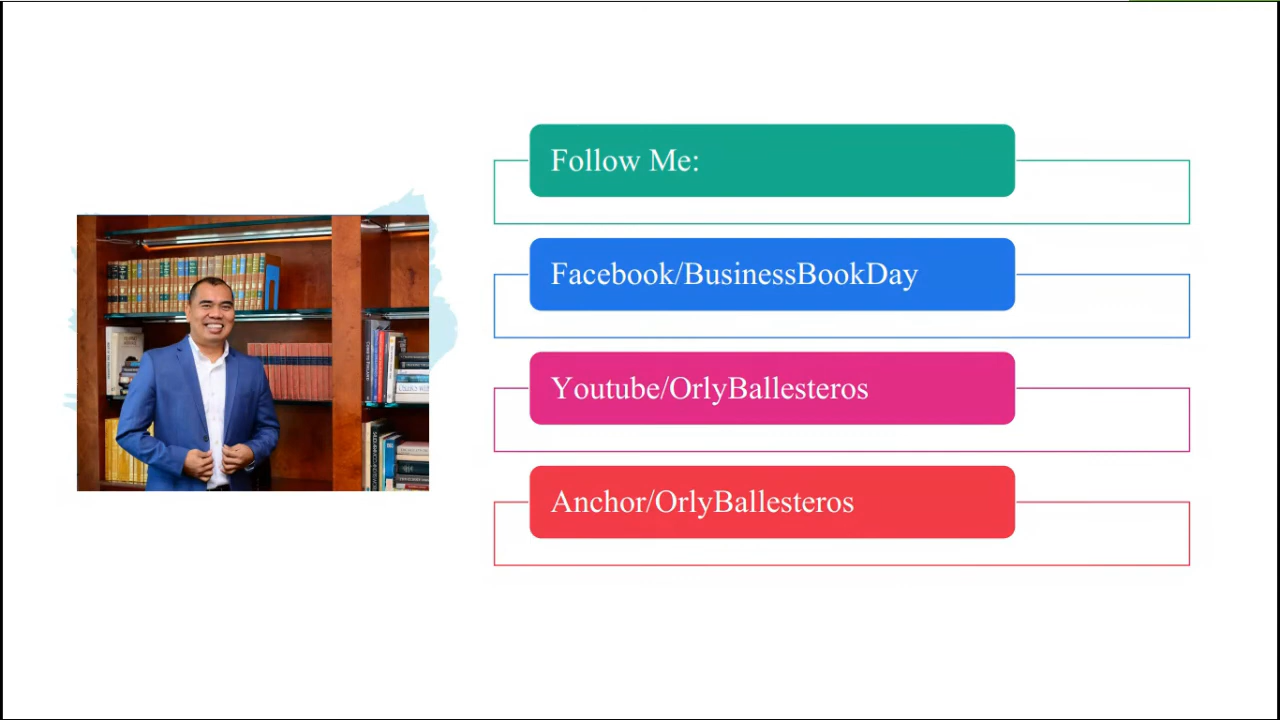 Follow Me:
Facebook/BusinessBookDay
Youtube/OrlyBallesteros
Anchor/OrlyBallesteros